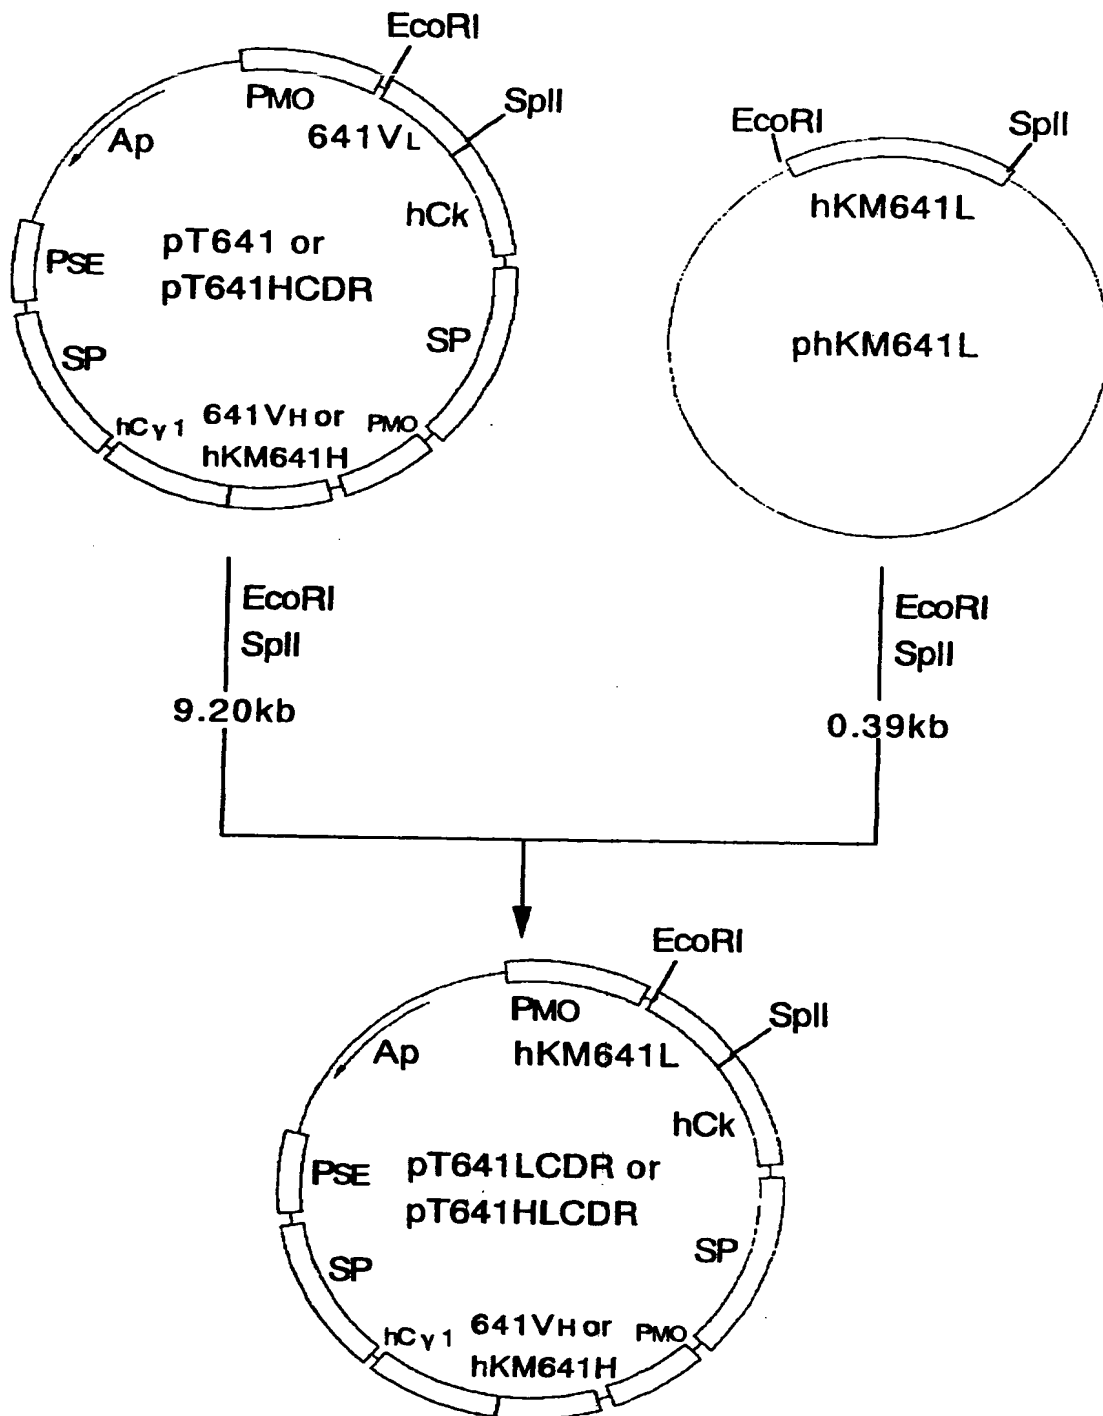 EcoRI
PMO
SplI
641VL
Ap
hCk
PSE
pT641 or
pT641HCDR
SP
SP
hCγ1
641VH or
hKM641H
PMO
EcoRI
SplI
hKM641L
phKM641L
EcoRI
SplI
9.20kb
EcoRI
SplI
0.39kb
EcoRI
PMO
SplI
hKM641L
Ap
hCk
PSE
pT641LCDR or
pT641HLCDR
SP
SP
hCγ1
641VH or
hKM641H
PMO